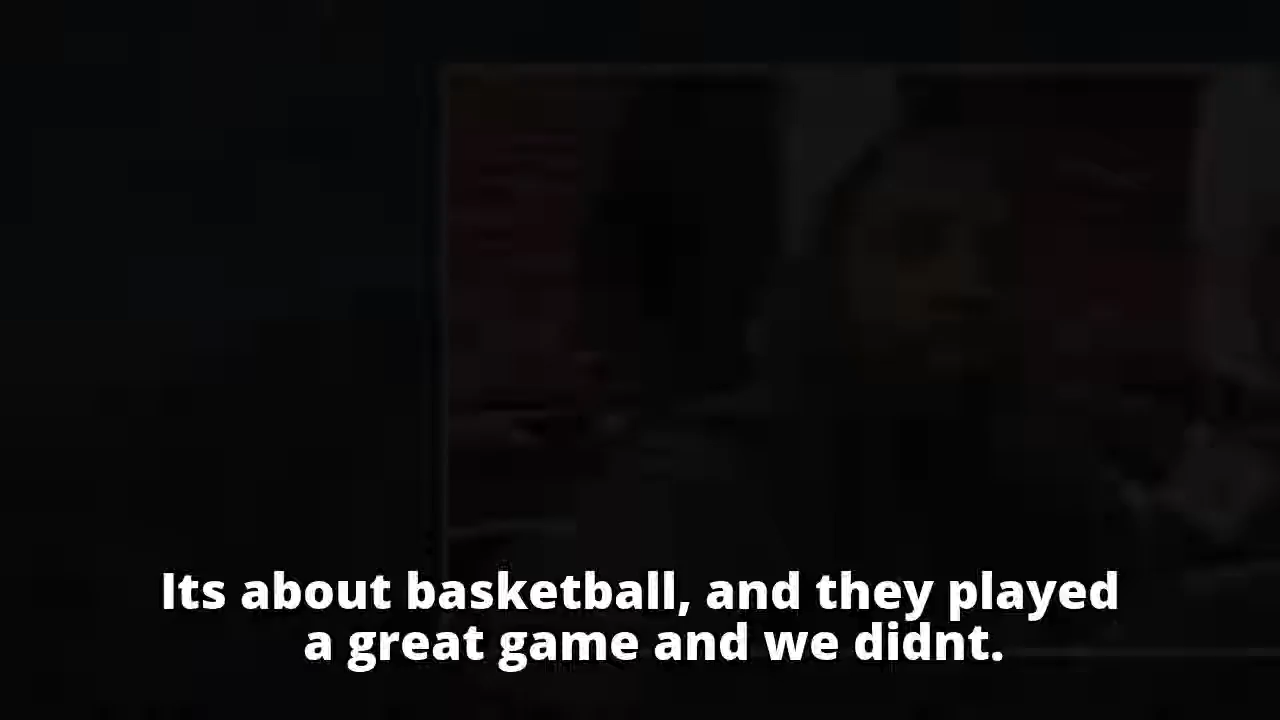 Its about basketball, and they played
a great game and we didnt.